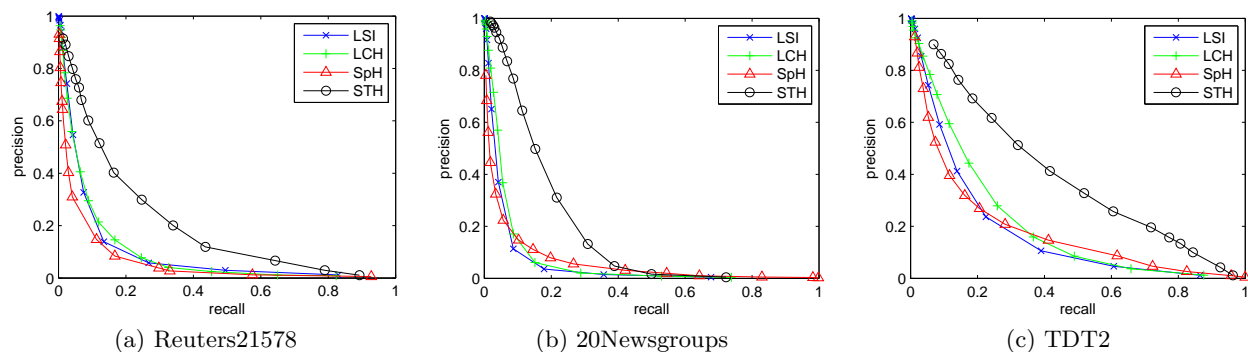 1
0.8
0.6
0.4
0.2
0
precision
0 0.2 0.4 0.6 0.8 1
recall
LSI
LCH
SpH
STH
(a) Reuters21578
1
0.8
0.6
0.4
0.2
0
precision
0 0.2 0.4 0.6 0.8 1
recall
LSI
LCH
SpH
STH
(b) 20Newsgroups
1
0.8
0.6
0.4
0.2
0
precision
0 0.2 0.4 0.6 0.8 1
recall
LSI
LCH
SpH
STH
(c) TDT2